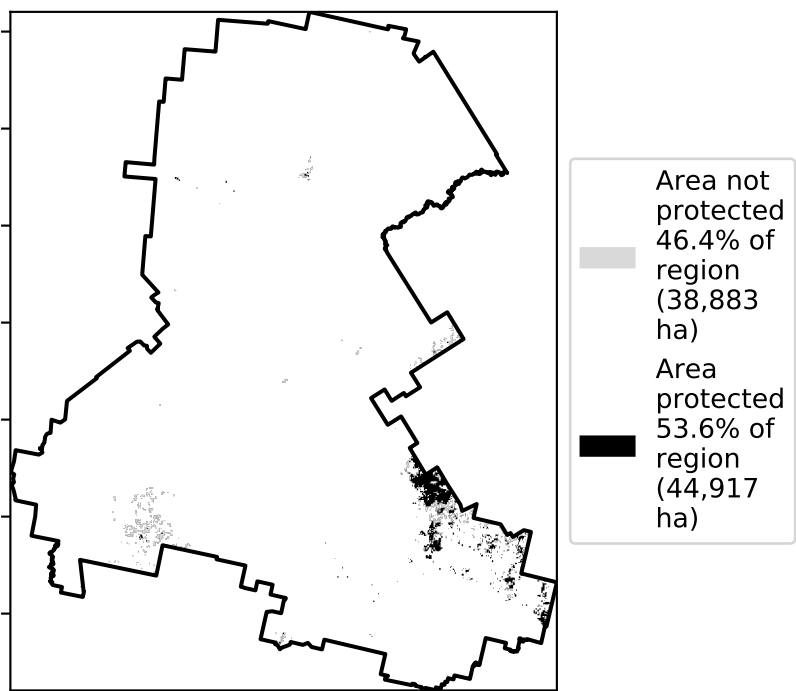 Area not
protected
46.4% of
region
(38,883
ha)
Area
protected
53.6% of
region
(44,917
ha)